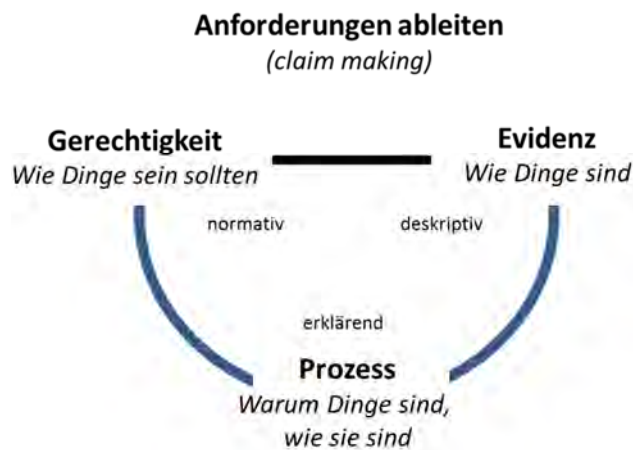 Anforderungen ableiten
(claim making)
Gerechtigkeit
Wie Dinge sein sollten
Evidenz
Wie Dinge sind
normativ
deskriptiv
erklärend
Prozess
Warum Dinge sind,
wie sie sind